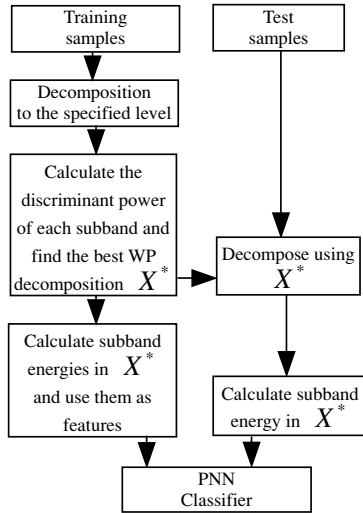 Training
samples
Test
samples
Decomposition
to the specified level
Calculate the
discriminant power
of each subband and
find the best WP
decomposition X*
Decompose using
X*
Calculate subband
energies in X*
and use them as
features
Calculate subband
energy in X*
PNN
Classifier